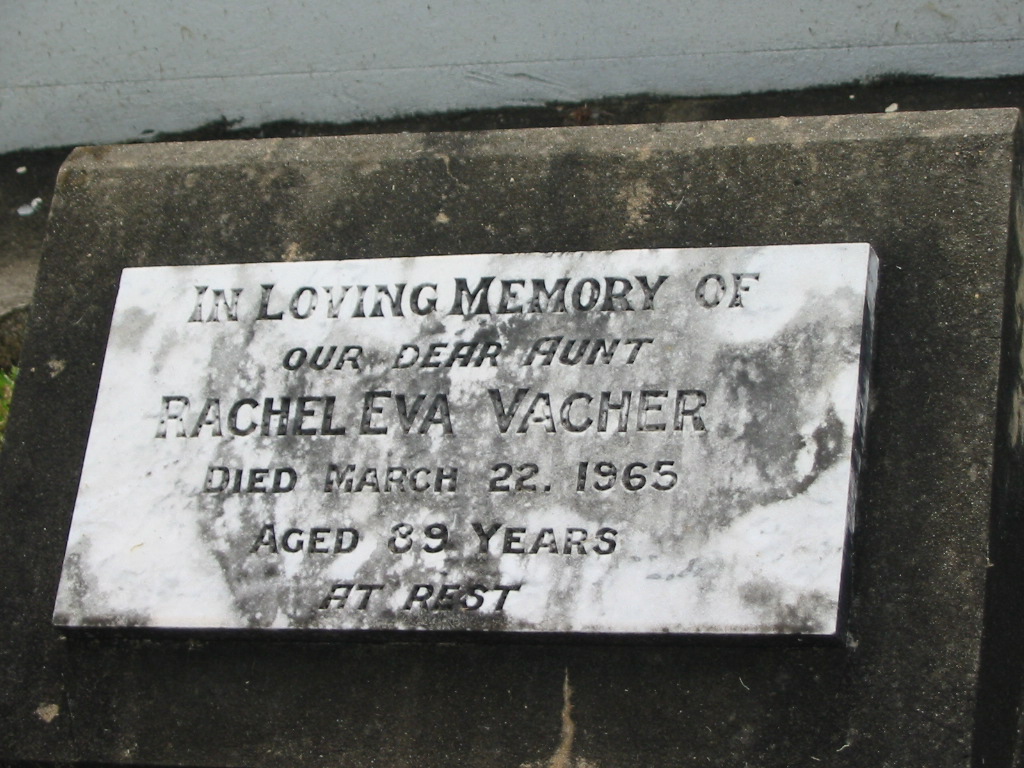 IN LOVING MEMORY OF
OUR DEAR AUNT
RACHEL EVA VACHER
DIED MARCH 22. 1965
AGED 89 YEARS
AT REST